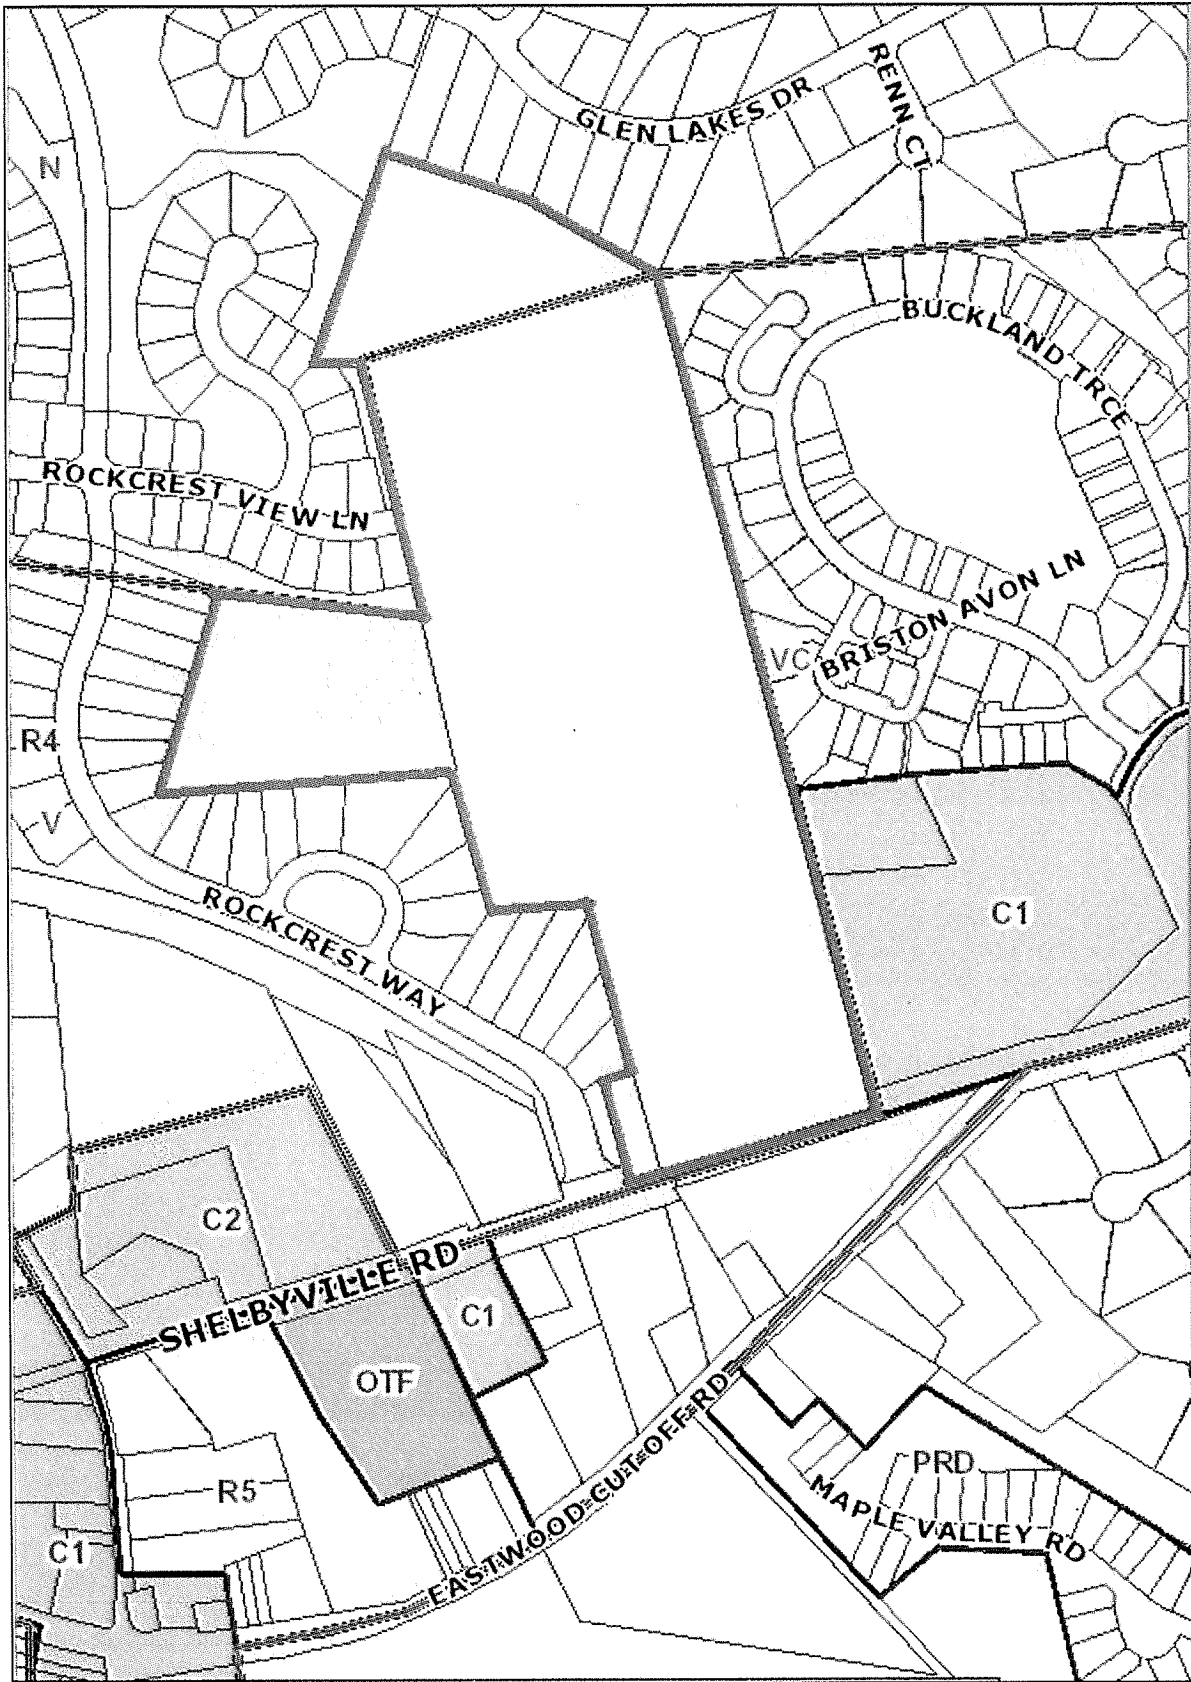 GLEN LAKES DR
RENN CT
N
BUCKLAND TRCE
ROCKCREST VIEW LN
BRISTON AVON LN
VC
R4
V
ROCKCREST WAY
C1
C2
SHELBYVILLE RD
C1
OTF
EASTWOOD CUT OFF RD
PRD
R5
MAPLE VALLEY RD
C1